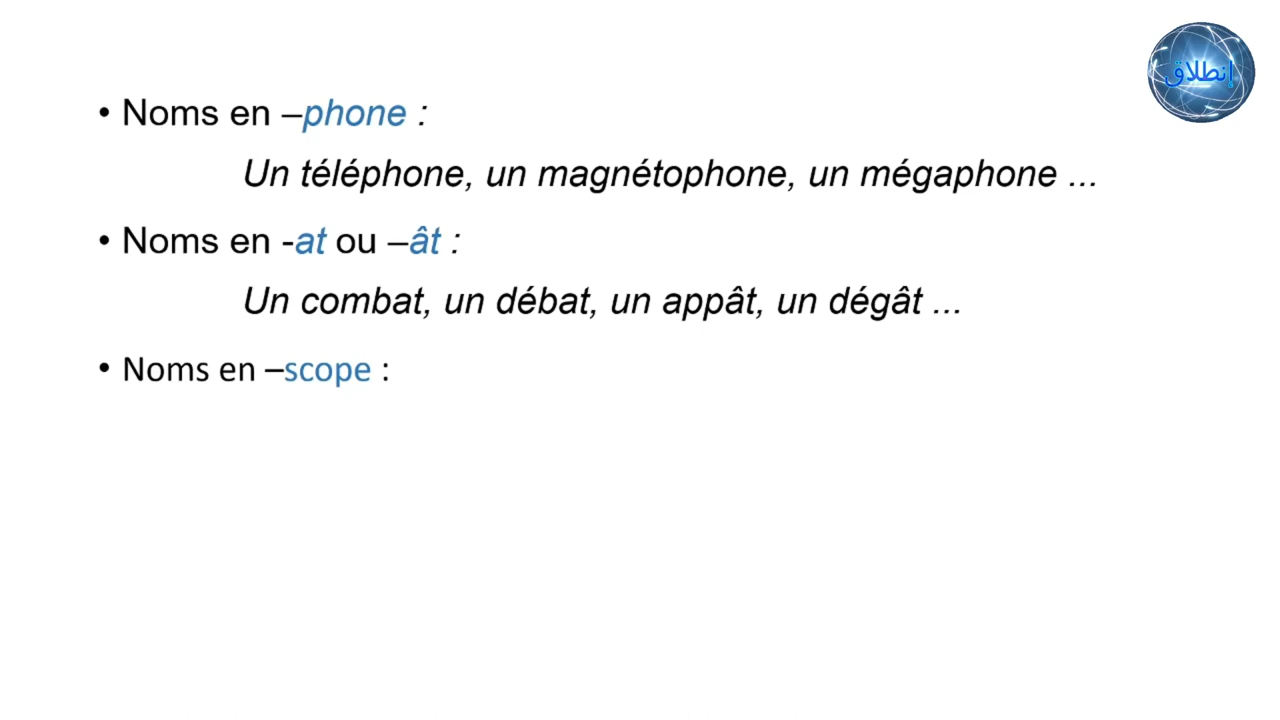 إنطلاق
• Noms en –phone :
Un téléphone, un magnétophone, un mégaphone ...
• Noms en -at ou –ât :
Un combat, un débat, un appât, un dégât ...
• Noms en –scope :